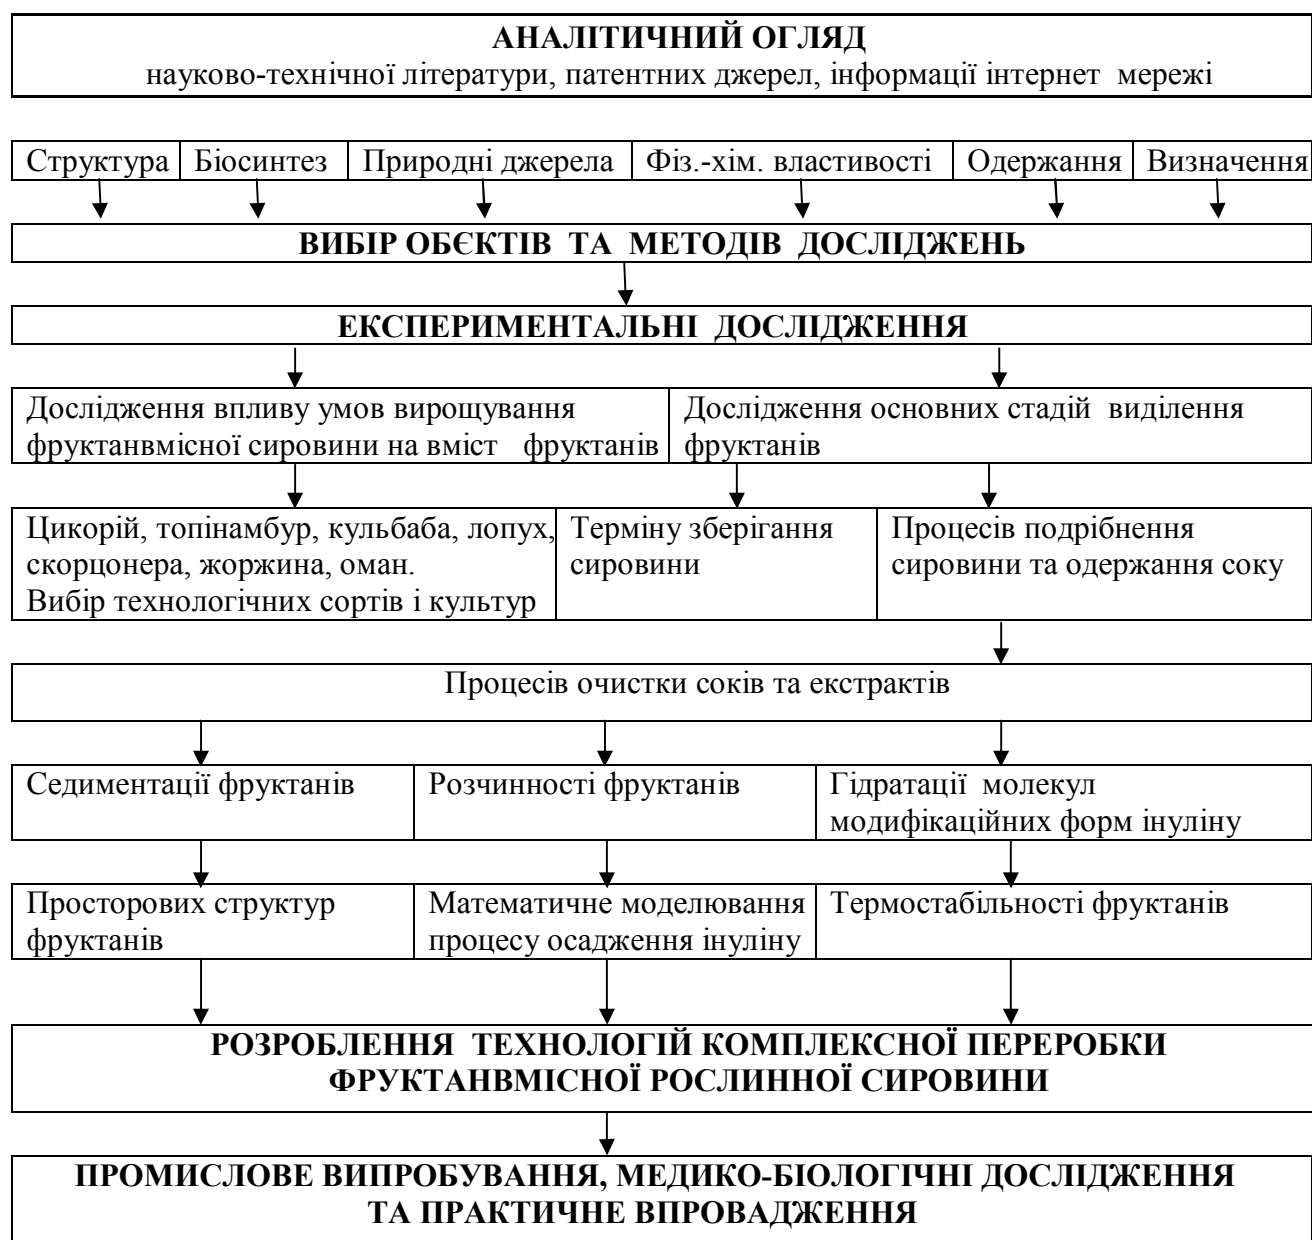 АНАЛІТИЧНИЙ ОГЛЯД
науково-технічної літератури, патентних джерел, інформації інтернет мережі
Структура Біосинтез Природні джерела Фіз.-хім. властивості Одержання Визначення
ВИБІР ОБЄКТІВ ТА МЕТОДІВ ДОСЛІДЖЕНЬ
ЕКСПЕРИМЕНТАЛЬНІ ДОСЛІДЖЕННЯ
Дослідження впливу умов вирощування
фруктанвмісної сировини на вміст фруктанів
Дослідження основних стадій виділення
фруктанів
Цикорій, топінамбур, кульбаба, лопух,
скорцонера, жоржина, оман.
Вибір технологічних сортів і культур
Терміну зберігання
сировини
Процесів подрібнення
сировини та одержання соку
Процесів очистки соків та екстрактів
Седиментації фруктанів
Розчинності фруктанів
Гідратації молекул
модифікаційних форм інуліну
Просторових структур
фруктанів
Математичне моделювання
процесу осадження інуліну
Термостабільності фруктанів
РОЗРОБЛЕННЯ ТЕХНОЛОГІЙ КОМПЛЕКСНОЇ ПЕРЕРОБКИ
ФРУКТАНВМІСНОЇ РОСЛИННОЇ СИРОВИНИ
ПРОМИСЛОВЕ ВИПРОБУВАННЯ, МЕДИКО-БІОЛОГІЧНІ ДОСЛІДЖЕННЯ
ТА ПРАКТИЧНЕ ВПРОВАДЖЕННЯ